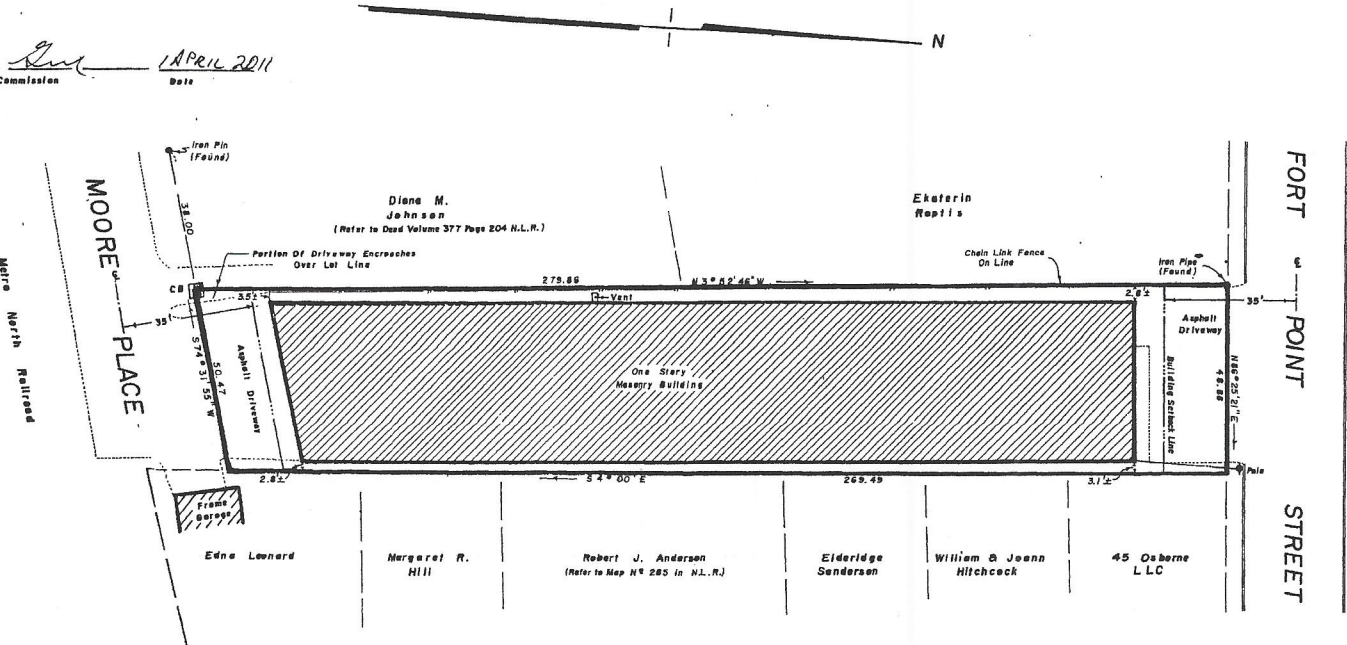 N
1 APRIL 2011
Commission
Date
Iron Pin
(Found)
38.00
MOORE PLACE
Metro North Railroad
Diana M.
Johnson
(Refer to Deed Volume 377 Page 204 N.L.R.)
Ekaterin
Raptis
FORT POINT STREET
Portion Of Driveway Encroaches
Over Lot Line
Chain Link Fence
On Line
Iron Pipe
(Found)
CB
3.5'±
279.86
N 3° 52' 46" W
Vent
2.8'±
35'
35'
Asphalt
Driveway
S 74° 31' 55" W
50.47
Asphalt Driveway
One Story
Masonry Building
Building Setback Line
N 86° 25' 21" E
48.88
2.8'±
S 4° 00' E
269.49
3.1'±
Pole
Frame
Garage
Edna Leonard
Margaret R.
Hill
Robert J. Anderson
(Refer to Map Nº 285 in N.L.R.)
Elderidge
Sanderson
William & Joann
Hitchcock
45 Osborne
LLC